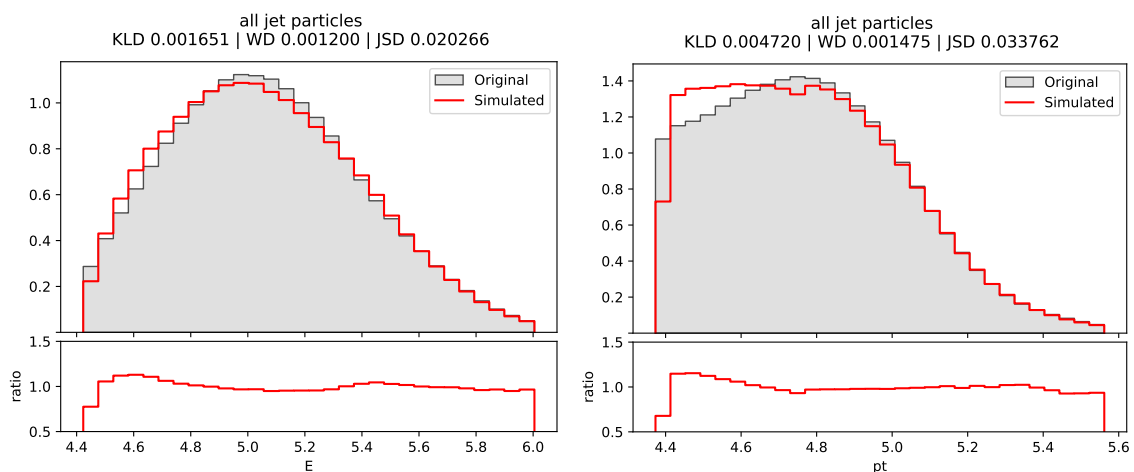 all jet particles
KLD 0.001651 | WD 0.001200 | JSD 0.020266
Original
Simulated
1.0
0.8
0.6
0.4
0.2
1.5
1.0
0.5
ratio
4.4 4.6 4.8 5.0 5.2 5.4 5.6 5.8 6.0
E
all jet particles
KLD 0.004720 | WD 0.001475 | JSD 0.033762
Original
Simulated
1.4
1.2
1.0
0.8
0.6
0.4
0.2
1.5
1.0
0.5
ratio
4.4 4.6 4.8 5.0 5.2 5.4 5.6
pt